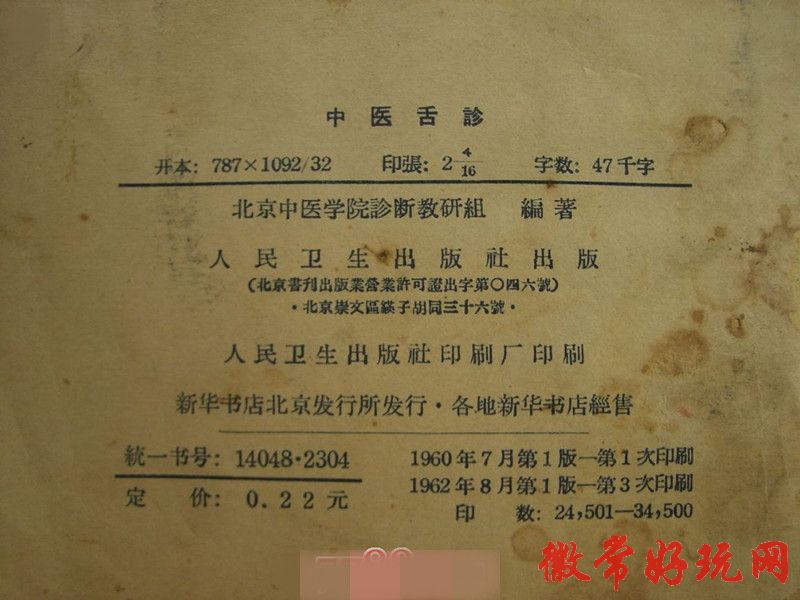 中医舌診
开本: 787×1092/32 印張: 2 4/16 字数: 47千字
北京中医学院診断教研組 編著
人民卫生出版社出版
(北京書刊出版業营業許可證出字第〇四六號)
·北京崇文區䋺子胡同三十六號·
人民卫生出版社印刷厂印刷
新华书店北京发行所发行·各地新华书店經售
統一书号: 14048·2304
定价: 0.22元
1960年7月第1版—第1次印刷
1962年8月第1版—第3次印刷
印数: 24,501—34,500
徽常好玩网